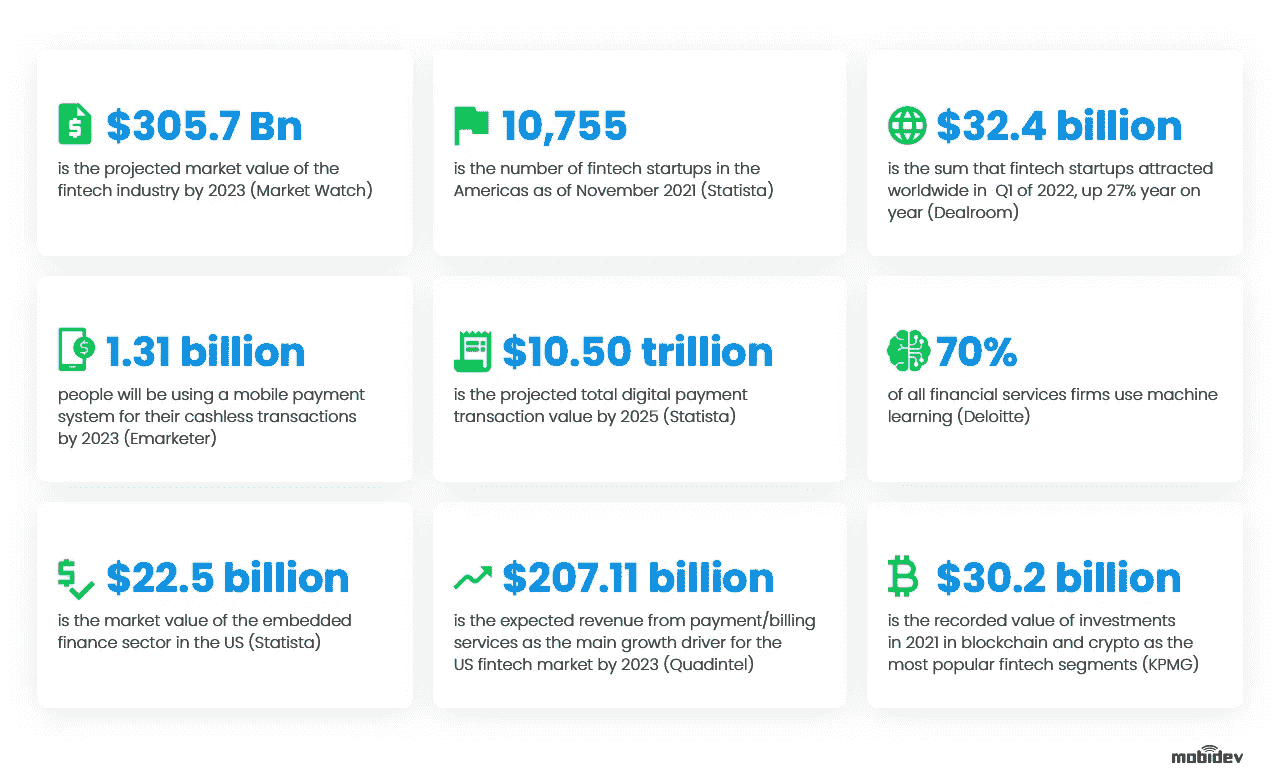 $305.7 Bn
is the projected market value of the
fintech industry by 2023 (Market Watch)
10,755
is the number of fintech startups in the
Americas as of November 2021 (Statista)
$32.4 billion
is the sum that fintech startups attracted
worldwide in  Q1 of 2022, up 27% year on
year (Dealroom)
1.31 billion
people will be using a mobile payment
system for their cashless transactions
by 2023 (Emarketer)
$10.50 trillion
is the projected total digital payment
transaction value by 2025 (Statista)
70%
of all financial services firms use machine
learning (Deloitte)
$22.5 billion
is the market value of the embedded
finance sector in the US (Statista)
$207.11 billion
is the expected revenue from payment/billing
services as the main growth driver for the
US fintech market by 2023 (Quadintel)
$30.2 billion
is the recorded value of investments
in 2021 in blockchain and crypto as the
most popular fintech segments (KPMG)
mobidev